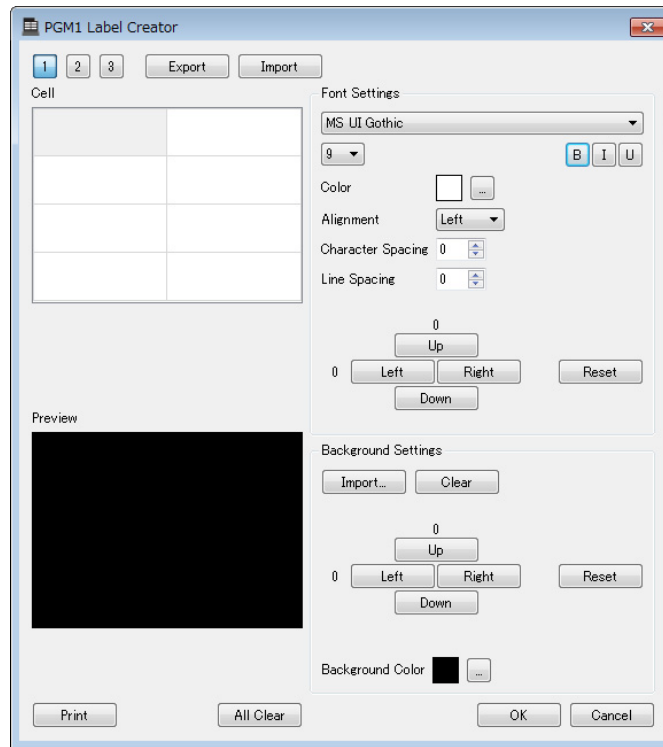 PGM1 Label Creator
1 2 3 Export Import
Cell
Font Settings
MS UI Gothic
9 B I U
Color ...
Alignment Left
Character Spacing 0
Line Spacing 0
0
Up
0 Left Right Reset
Down
Preview
Background Settings
Import... Clear
0
Up
0 Left Right Reset
Down
Background Color ...
Print All Clear OK Cancel